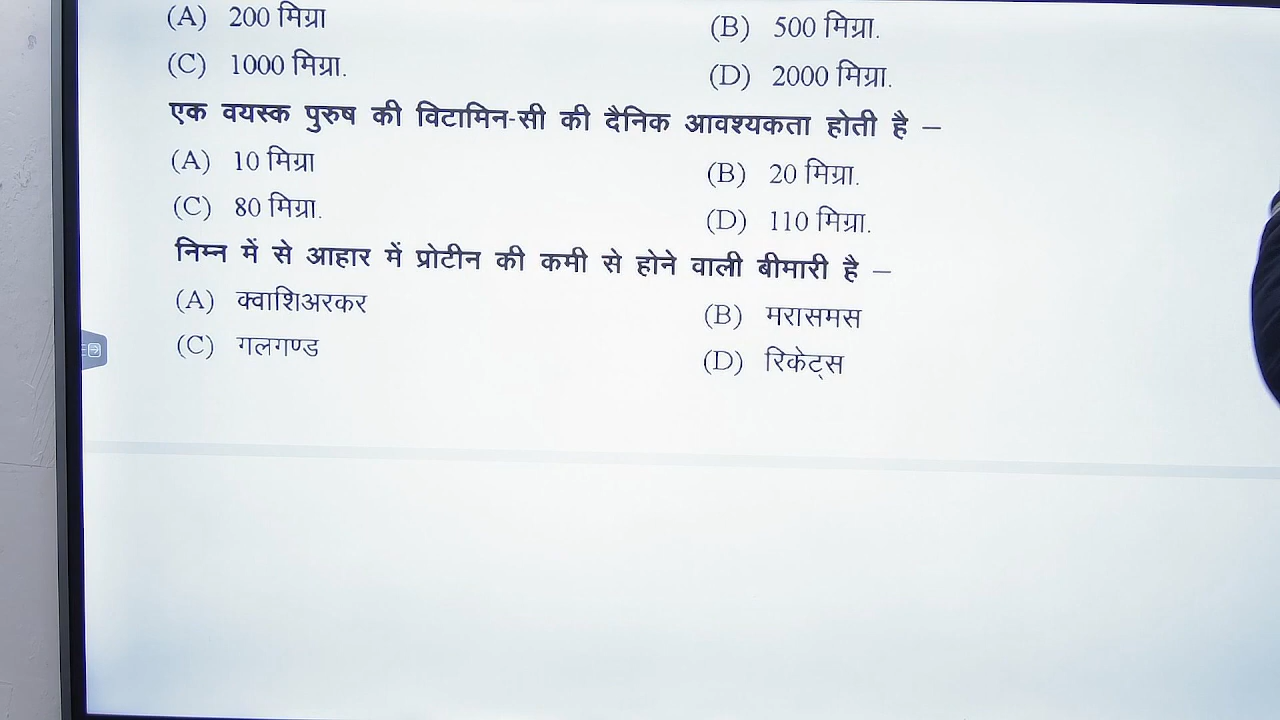 (A) 200 मिग्रा (B) 500 मिग्रा.
(C) 1000 मिग्रा. (D) 2000 मिग्रा.
एक वयस्क पुरुष की विटामिन-सी की दैनिक आवश्यकता होती है –
(A) 10 मिग्रा (B) 20 मिग्रा.
(C) 80 मिग्रा. (D) 110 मिग्रा.
निम्न में से आहार में प्रोटीन की कमी से होने वाली बीमारी है –
(A) क्वाशिअरकर (B) मरासमस
(C) गलगण्ड (D) रिकेट्स